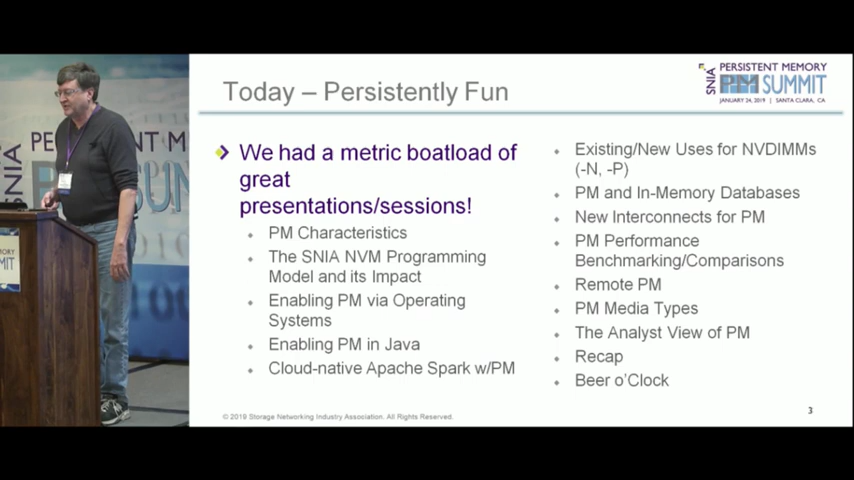 PERSISTENT M
SNIA
SUMMIT
MORY
MIT
Today – Persistently Fun
SNIA
PERSISTENT MEMORY
PM SUMMIT
JANUARY 24, 2019 | SANTA CLARA, CA
We had a metric boatload of
great
presentations/sessions!
PM Characteristics
The SNIA NVM Programming
Model and its Impact
Enabling PM via Operating
Systems
Enabling PM in Java
Cloud-native Apache Spark w/PM
Existing/New Uses for NVDIMMs
(-N, -P)
PM and In-Memory Databases
New Interconnects for PM
PM Performance
Benchmarking/Comparisons
Remote PM
PM Media Types
The Analyst View of PM
Recap
Beer o'Clock
© 2019 Storage Networking Industry Association. All Rights Reserved.
3